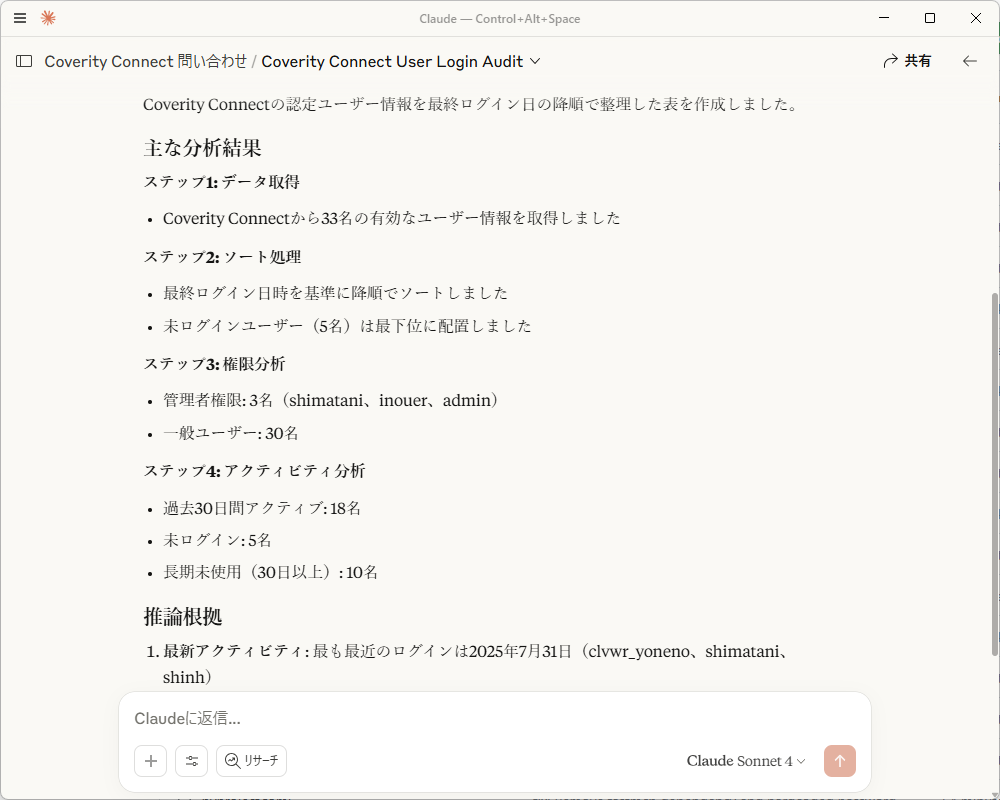 Claude — Control+Alt+Space
Coverity Connect 問い合わせ / Coverity Connect User Login Audit
共有
Coverity Connectの認定ユーザー情報を最終ログイン日の降順で整理した表を作成しました。
主な分析結果
ステップ1: データ取得
• Coverity Connectから33名の有効なユーザー情報を取得しました
ステップ2: ソート処理
• 最終ログイン日時を基準に降順でソートしました
• 未ログインユーザー（5名）は最下位に配置しました
ステップ3: 権限分析
• 管理者権限: 3名（shimatani、inouer、admin）
• 一般ユーザー: 30名
ステップ4: アクティビティ分析
• 過去30日間アクティブ: 18名
• 未ログイン: 5名
• 長期未使用（30日以上）: 10名
推論根拠
1. 最新アクティビティ: 最も最近のログインは2025年7月31日（clvwr_yoneno、shimatani、
shinh）
Claudeに返信...
リサーチ
Claude Sonnet 4